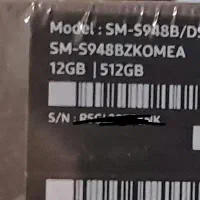 Model : SM-S948B/DS
SM-S948BZKOMEA
12GB | 512GB
S/N :